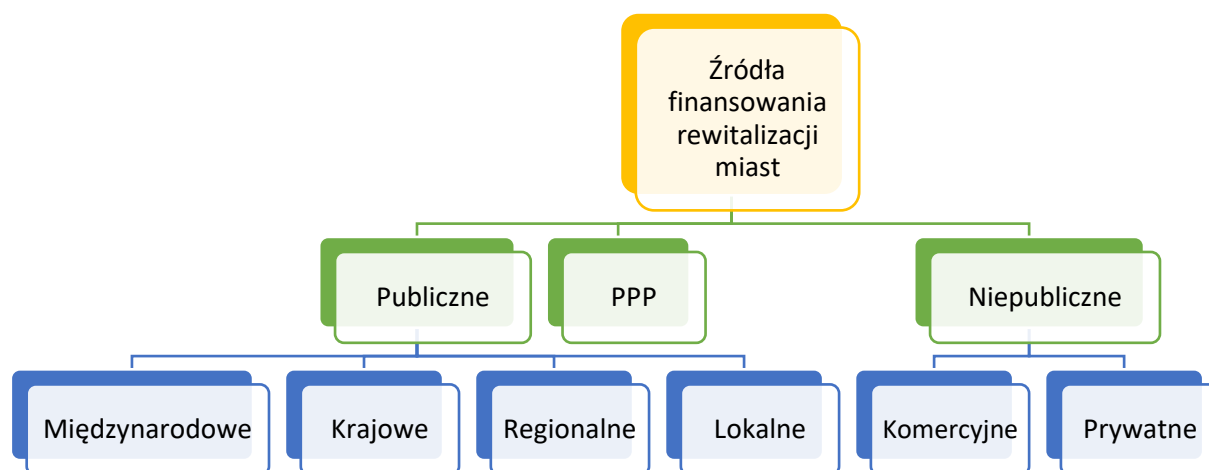 Źródła
finansowania
rewitalizacji
miast
Publiczne
PPP
Niepubliczne
Międzynarodowe
Krajowe
Regionalne
Lokalne
Komercyjne
Prywatne